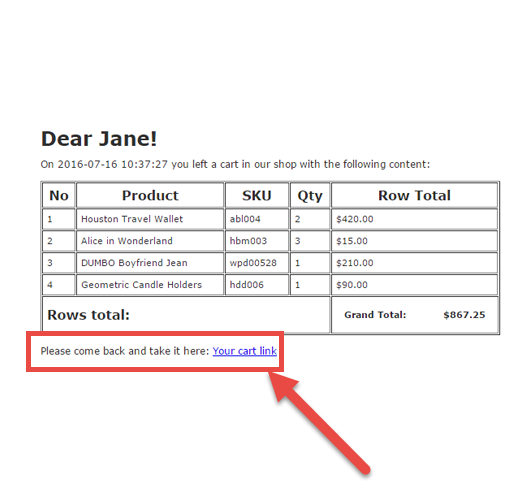 Dear Jane!
On 2016-07-16 10:37:27 you left a cart in our shop with the following content:
No Product SKU Qty Row Total
1 Houston Travel Wallet abl004 2 $420.00
2 Alice in Wonderland hbm003 3 $15.00
3 DUMBO Boyfriend Jean wpd00528 1 $210.00
4 Geometric Candle Holders hdd006 1 $90.00
Rows total: Grand Total: $867.25
Please come back and take it here: Your cart link